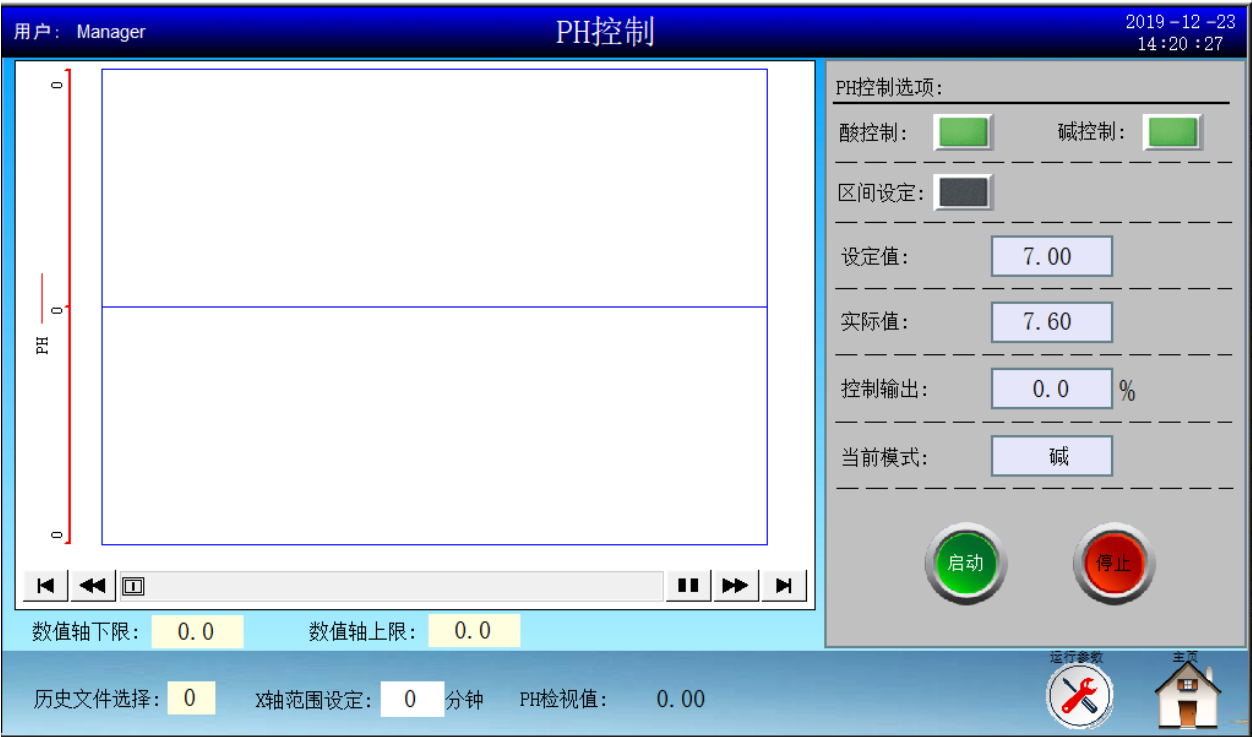 用户: Manager
PH控制
2019-12-23
14:20:27
0
0
0
PH
PH控制选项:
酸控制:
碱控制:
区间设定:
设定值: 7.00
实际值: 7.60
控制输出: 0.0 %
当前模式: 碱
启动
停止
数值轴下限: 0.0
数值轴上限: 0.0
历史文件选择: 0
X轴范围设定: 0 分钟
PH检视值: 0.00
运行参数
主页